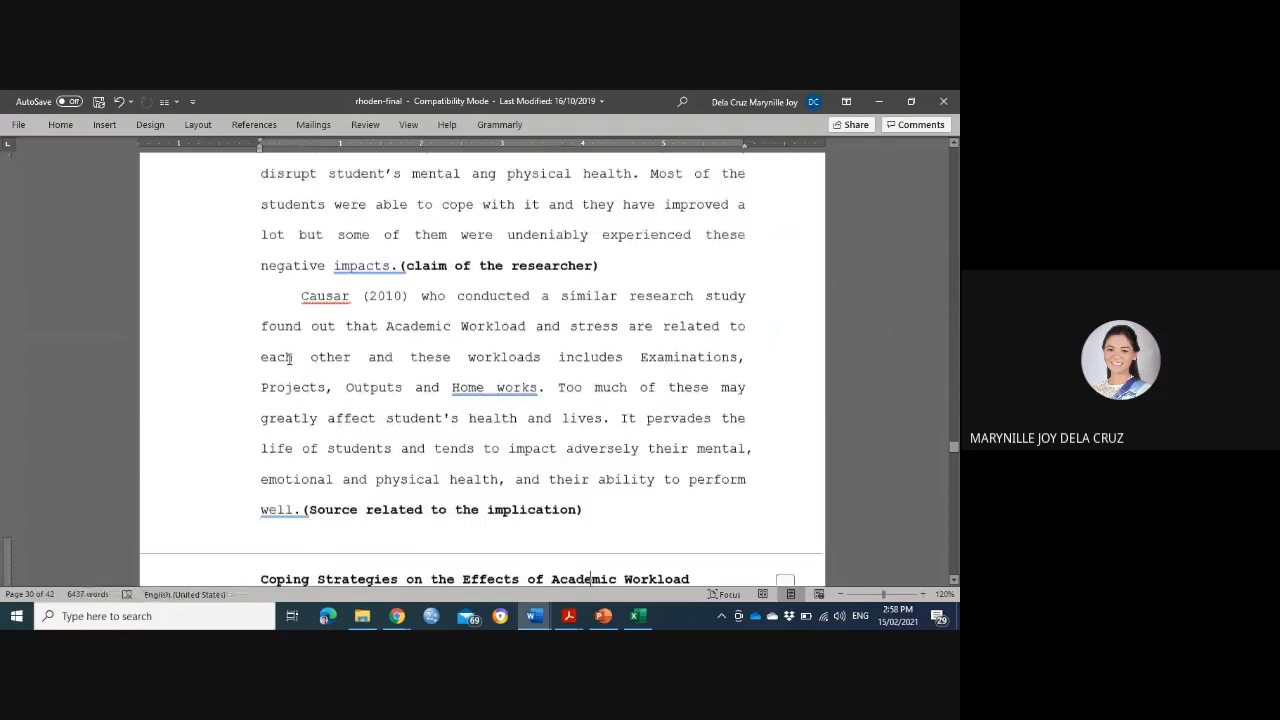 AutoSave Off
rhoden-final - Compatibility Mode - Last Modified: 16/10/2019
Dela Cruz Marynille Joy DC
File Home Insert Design Layout References Mailings Review View Help Grammarly Share Comments
1 1 2 3 4 5
disrupt student's mental ang physical health. Most of the
students were able to cope with it and they have improved a
lot but some of them were undeniably experienced these
negative impacts.(claim of the researcher)
Causar (2010) who conducted a similar research study
found out that Academic Workload and stress are related to
each other and these workloads includes Examinations,
Projects, Outputs and Home works. Too much of these may
greatly affect student's health and lives. It pervades the
life of students and tends to impact adversely their mental,
emotional and physical health, and their ability to perform
well.(Source related to the implication)
Coping Strategies on the Effects of Academic Workload
MARYNILLE JOY DELA CRUZ
Page 30 of 42 6437 words English (United States) Focus 120%
Type here to search 69 ENG 2:58 PM
15/02/2021 29